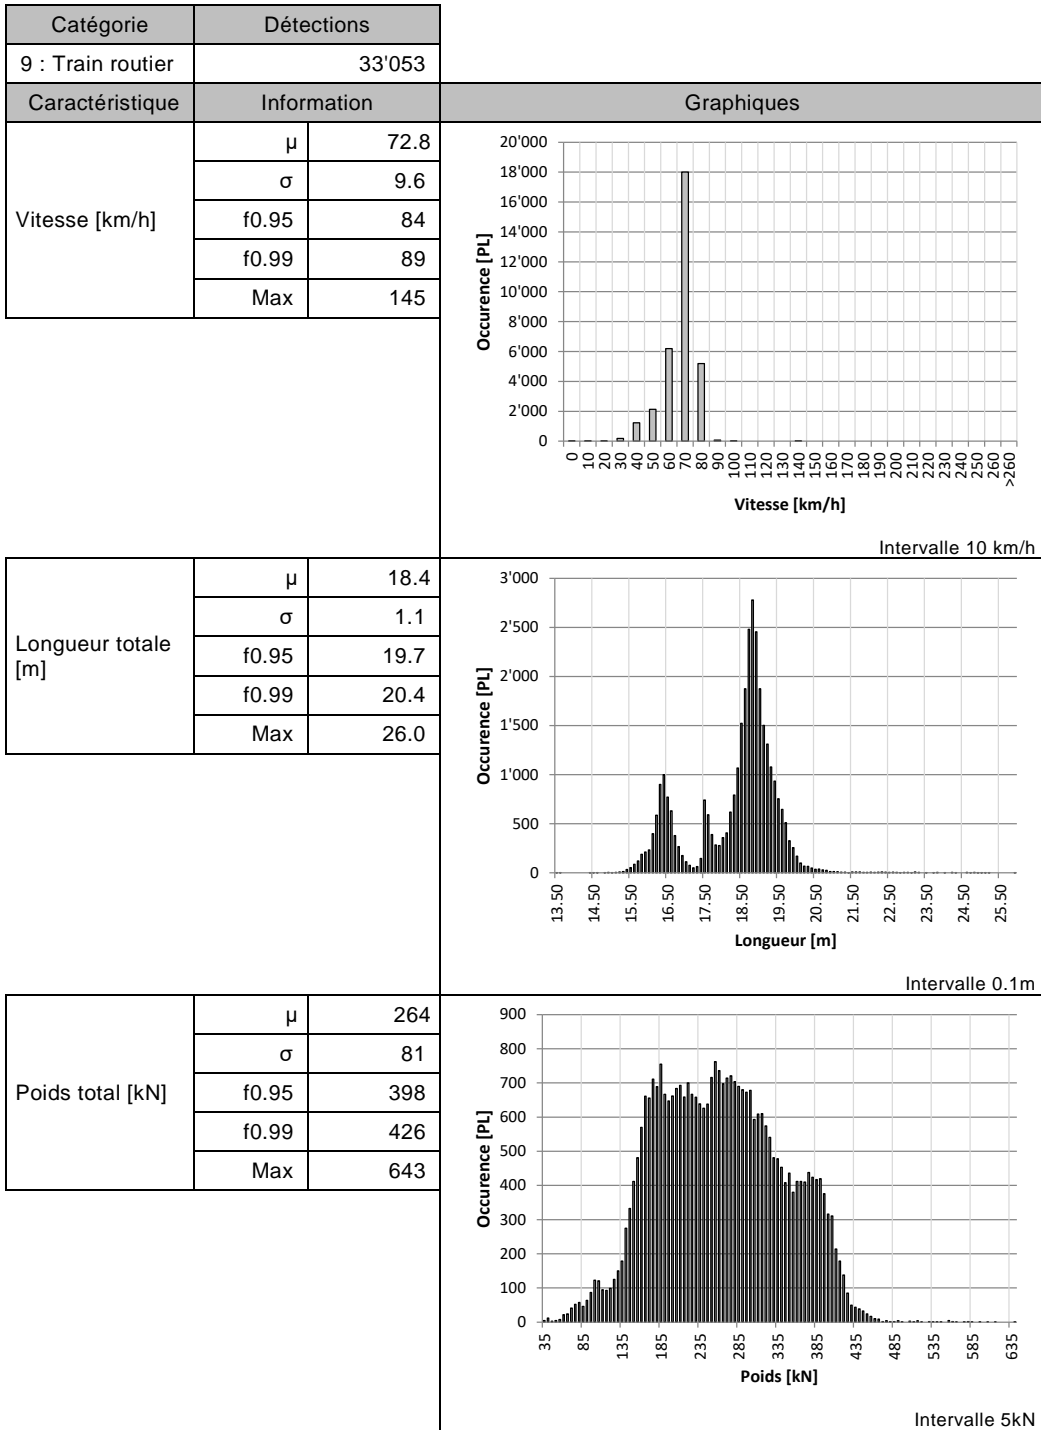 Catégorie Détections
9 : Train routier 33'053
Caractéristique Information Graphiques
Vitesse [km/h]
µ 72.8
σ 9.6
f0.95 84
f0.99 89
Max 145
20'000
18'000
16'000
14'000
12'000
10'000
8'000
6'000
4'000
2'000
0
Occurence [PL]
0 10 20 30 40 50 60 70 80 90 100 110 120 130 140 150 160 170 180 190 200 210 220 230 240 250 260 >260
Vitesse [km/h]
Intervalle 10 km/h
Longueur totale
[m]
µ 18.4
σ 1.1
f0.95 19.7
f0.99 20.4
Max 26.0
3'000
2'500
2'000
1'500
1'000
500
0
Occurence [PL]
13.50 14.50 15.50 16.50 17.50 18.50 19.50 20.50 21.50 22.50 23.50 24.50 25.50
Longueur [m]
Intervalle 0.1m
Poids total [kN]
µ 264
σ 81
f0.95 398
f0.99 426
Max 643
900
800
700
600
500
400
300
200
100
0
Occurence [PL]
35 85 135 185 235 285 335 385 435 485 535 585 635
Poids [kN]
Intervalle 5kN